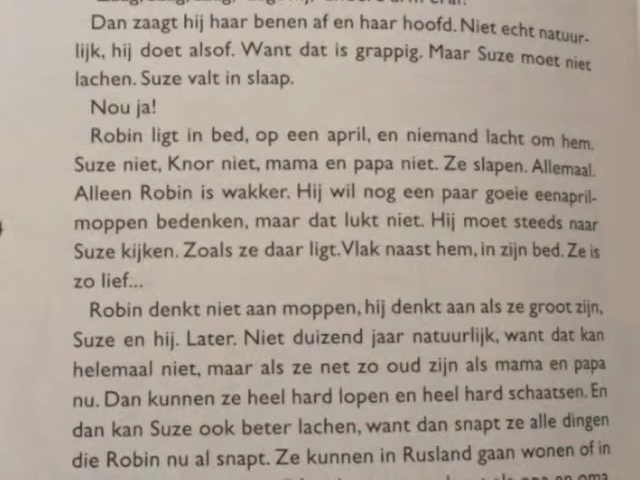 Dan zaagt hij haar benen af en haar hoofd. Niet echt natuur-
lijk, hij doet alsof. Want dat is grappig. Maar Suze moet niet
lachen. Suze valt in slaap.
Nou ja!
Robin ligt in bed, op een april, en niemand lacht om hem.
Suze niet, Knor niet, mama en papa niet. Ze slapen. Allemaal.
Alleen Robin is wakker. Hij wil nog een paar goeie eenapril-
moppen bedenken, maar dat lukt niet. Hij moet steeds naar
Suze kijken. Zoals ze daar ligt. Vlak naast hem, in zijn bed. Ze is
zo lief...
Robin denkt niet aan moppen, hij denkt aan als ze groot zijn,
Suze en hij. Later. Niet duizend jaar natuurlijk, want dat kan
helemaal niet, maar als ze net zo oud zijn als mama en papa
nu. Dan kunnen ze heel hard lopen en heel hard schaatsen. En
dan kan Suze ook beter lachen, want dan snapt ze alle dingen
die Robin nu al snapt. Ze kunnen in Rusland gaan wonen of in